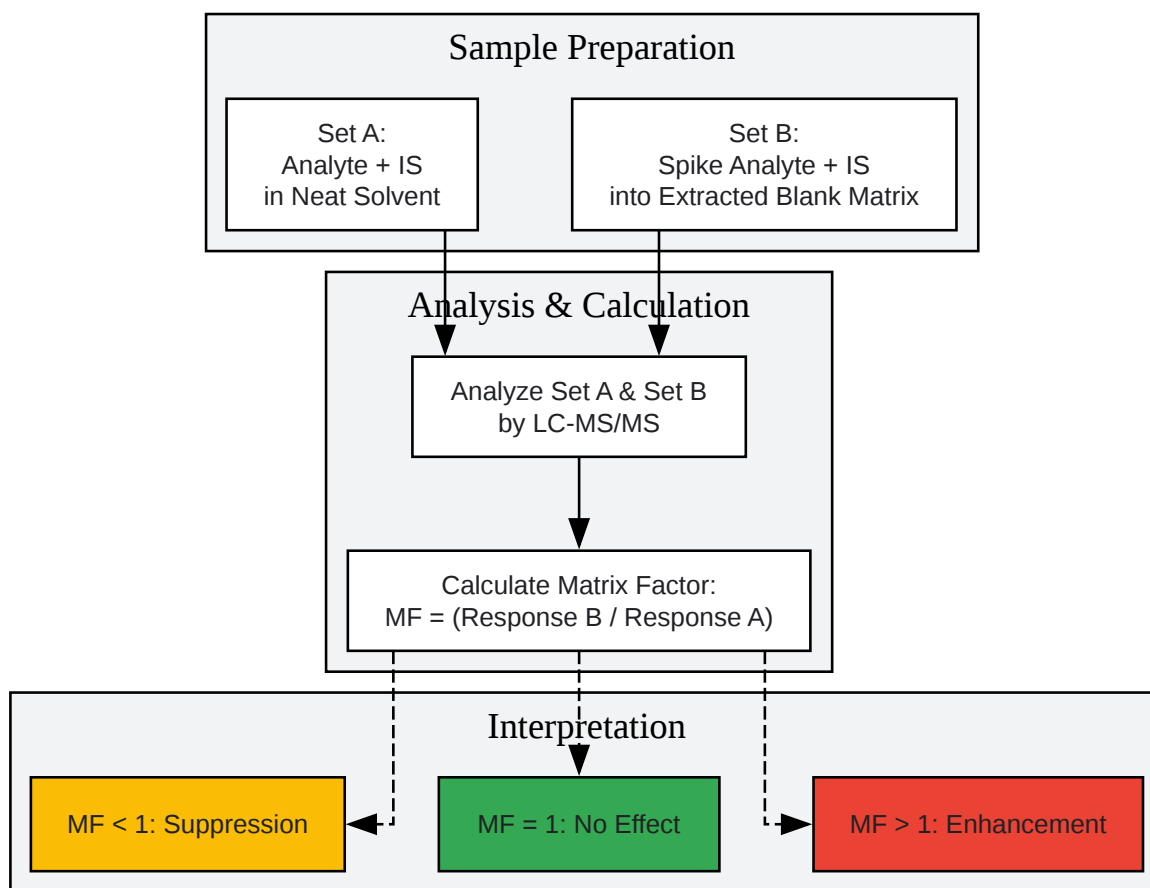 Sample Preparation
Set A:
Analyte + IS
in Neat Solvent
Set B:
Spike Analyte + IS
into Extracted Blank Matrix
Analysis & Calculation
Analyze Set A & Set B
by LC-MS/MS
Calculate Matrix Factor:
MF = (Response B / Response A)
Interpretation
MF < 1: Suppression
MF = 1: No Effect
MF > 1: Enhancement